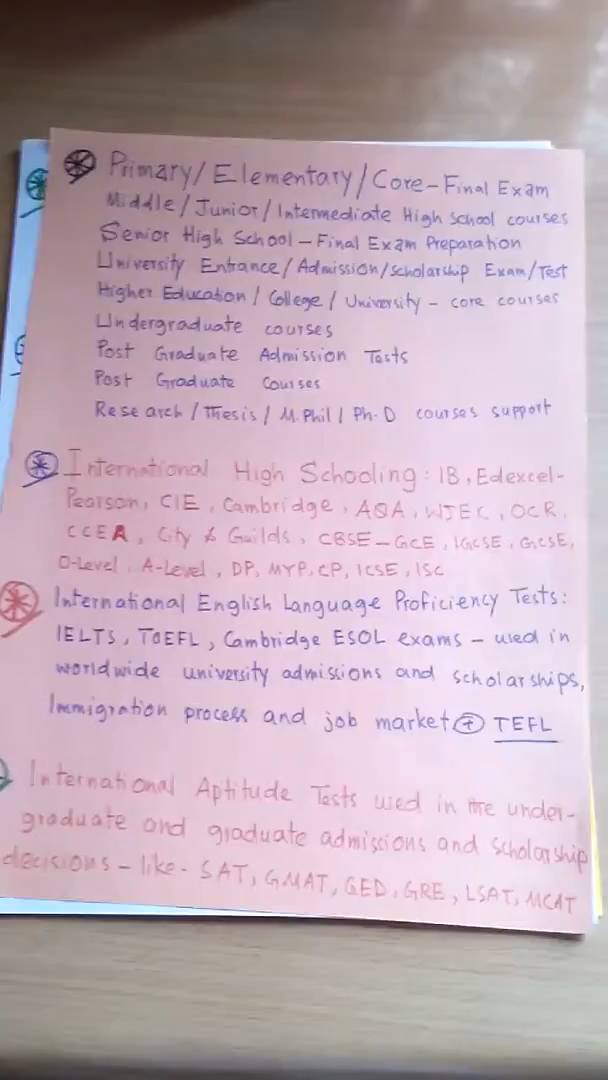 Primary/Elementary/Core-Final Exam
Middle/Junior/Intermediate High School courses
Senior High School - Final Exam Preparation
University Entrance/Admission/scholarship Exam/Test
Higher Education/College/University - core courses
Undergraduate courses
Post Graduate Admission Tests
Post Graduate Courses
Research/Thesis/M.Phil/Ph.D courses support
International High Schooling: IB, Edexcel-
Pearson, CIE, Cambridge, AQA, WJEC, OCR,
CCEA, City & Guilds, CBSE-GCE, IGCSE, GCSE,
O-Level, A-Level, DP, MYP, CP, ICSE, ISC
International English Language Proficiency Tests:
IELTS, TOEFL, Cambridge ESOL exams - used in
worldwide university admissions and scholarships,
Immigration process and job market + TEFL
International Aptitude Tests used in the under-
graduate and graduate admissions and scholarship
decisions - like - SAT, GMAT, GED, GRE, LSAT, MCAT